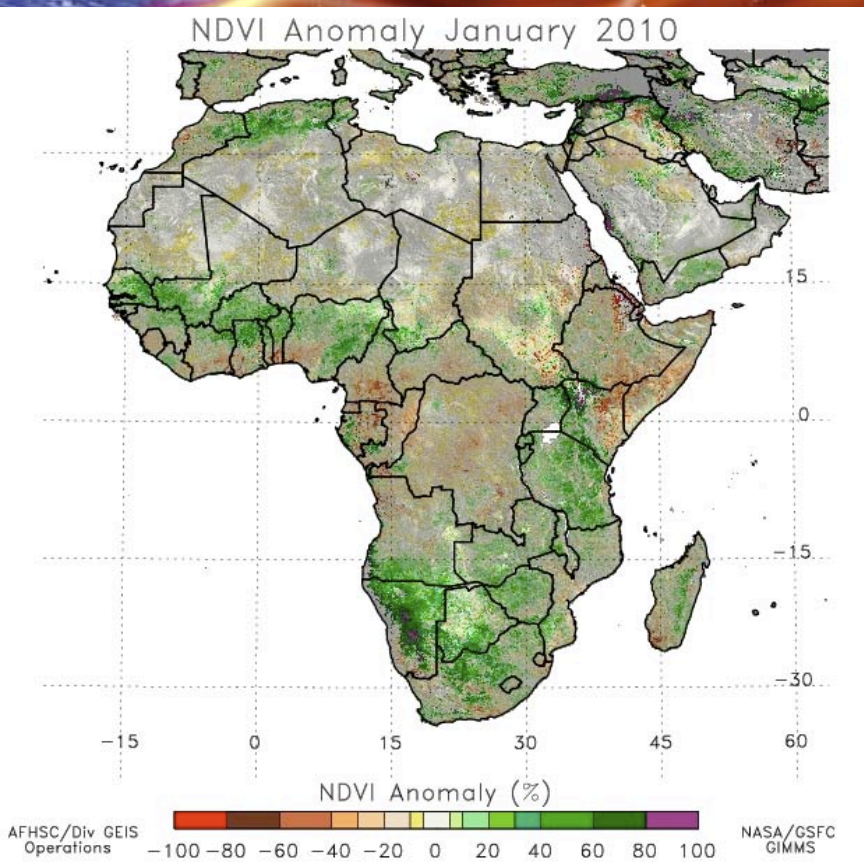 NDVI Anomaly January 2010
15
0
-15
-30
-15 0 15 30 45 60
NDVI Anomaly (%)
AFHSC/Div GEIS
Operations
-100 -80 -60 -40 -20 0 20 40 60 80 100
NASA/GSFC
GIMMS